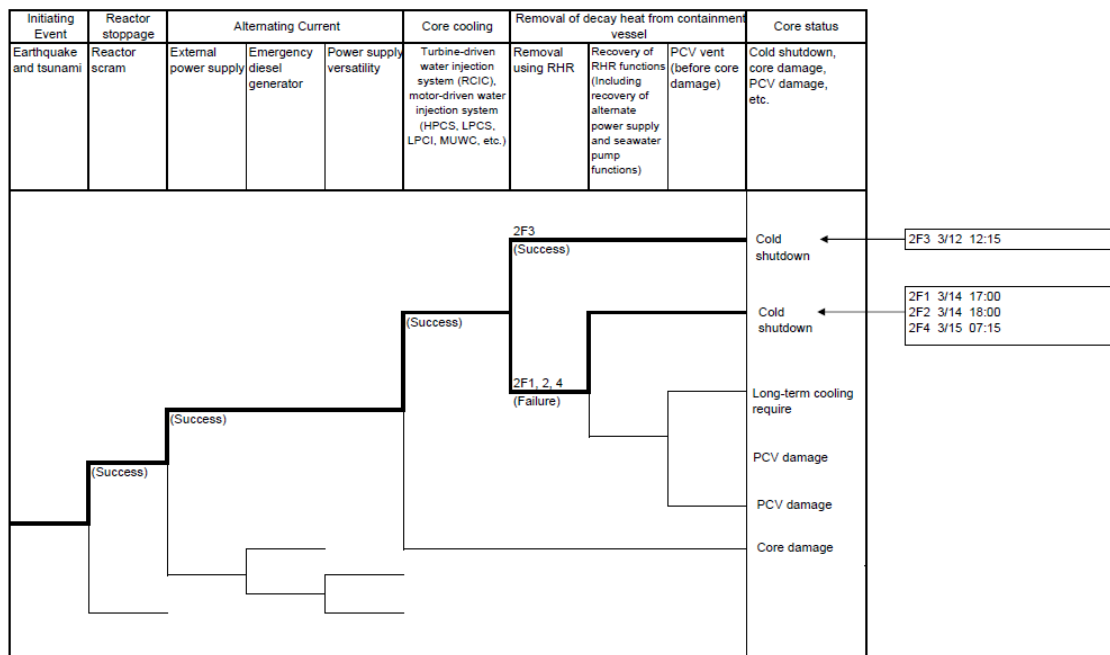 Initiating
Event
Reactor
stoppage
Alternating Current
Core cooling
Removal of decay heat from containment
vessel
Core status
Earthquake
and tsunami
Reactor
scram
External
power supply
Emergency
diesel
generator
Power supply
versatility
Turbine-driven
water injection
system (RCIC),
motor-driven water
injection system
(HPCS, LPCS,
LPCI, MUWC, etc.)
Removal
using RHR
Recovery of
RHR functions
(Including
recovery of
alternate
power supply
and seawater
pump
functions)
PCV vent
(before core
damage)
Cold shutdown,
core damage,
PCV damage,
etc.
2F3
(Success)
Cold
shutdown
2F3 3/12 12:15
(Success)
Cold
shutdown
2F1 3/14 17:00
2F2 3/14 18:00
2F4 3/15 07:15
2F1, 2, 4
(Failure)
Long-term cooling
require
(Success)
PCV damage
(Success)
PCV damage
Core damage